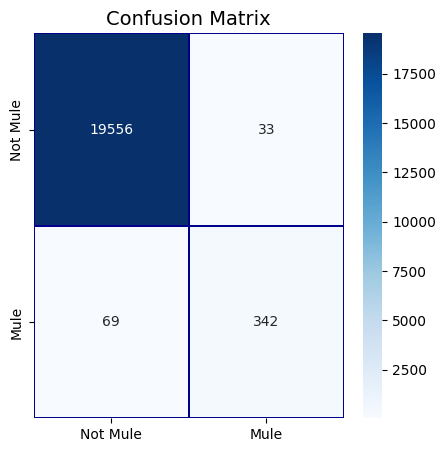 Confusion Matrix
Not Mule
19556
33
Mule
69
342
Not Mule
Mule
17500
15000
12500
10000
7500
5000
2500